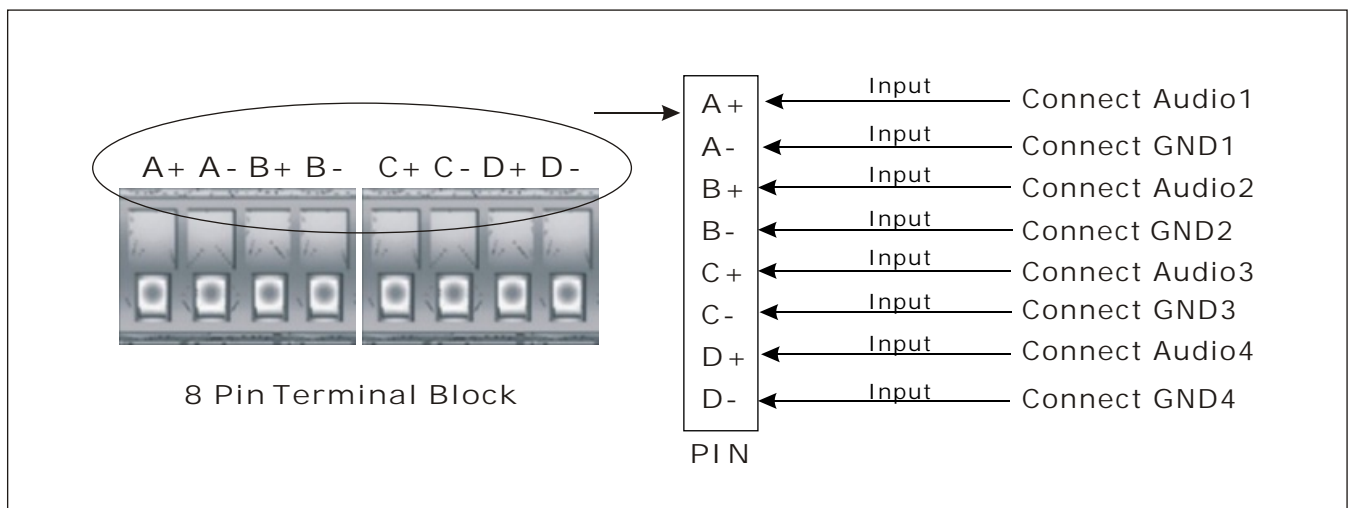 A+ A- B+ B- C+ C- D+ D-
8 Pin Terminal Block
A+ Input Connect Audio1
A- Input Connect GND1
B+ Input Connect Audio2
B- Input Connect GND2
C+ Input Connect Audio3
C- Input Connect GND3
D+ Input Connect Audio4
D- Input Connect GND4
PIN